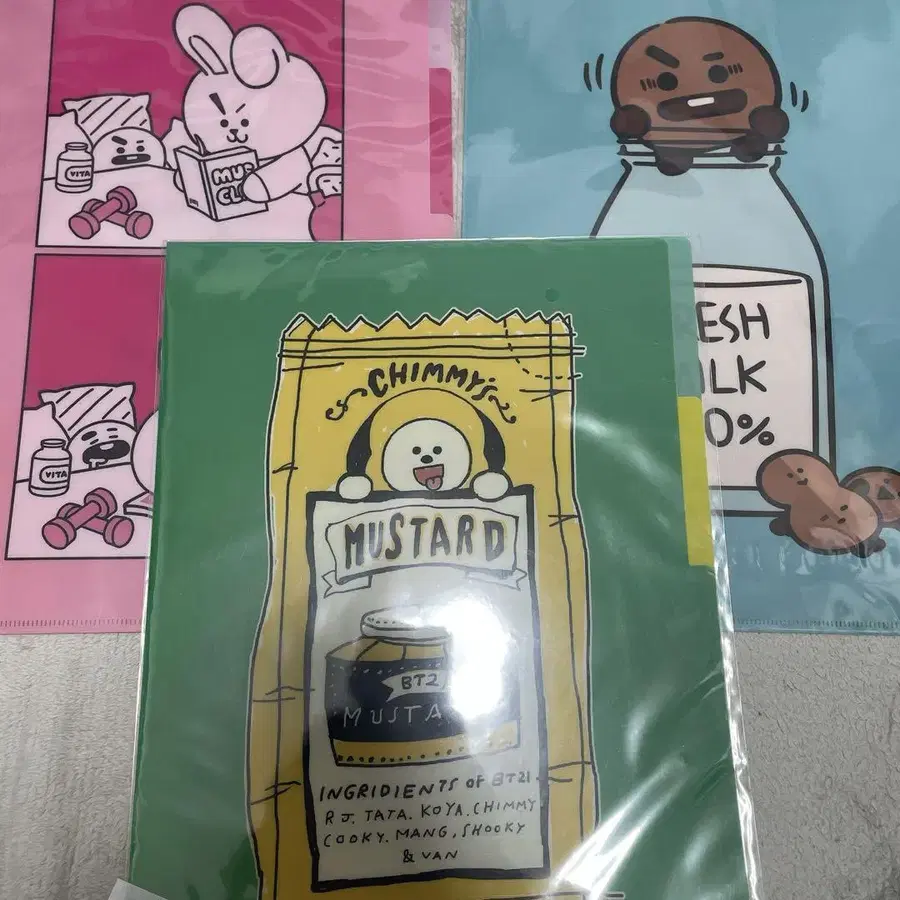 VITA
MUS
CL
VITA
ESH
LK
0%
CHIMMY'S
MUSTARD
BT2
MUSTA
INGRIDIENTS OF BT21
RJ. TATA. KOYA. CHIMMY
COOKY. MANG, SHOOKY
& VAN